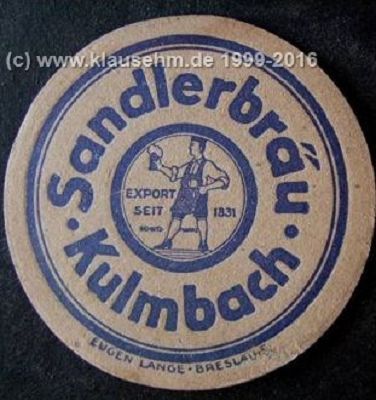 (c) www.klausehm.de 1999-2016
Sandlerbräu
Kulmbach
EXPORT
SEIT 1831
EUGEN LANGE · BRESLAU